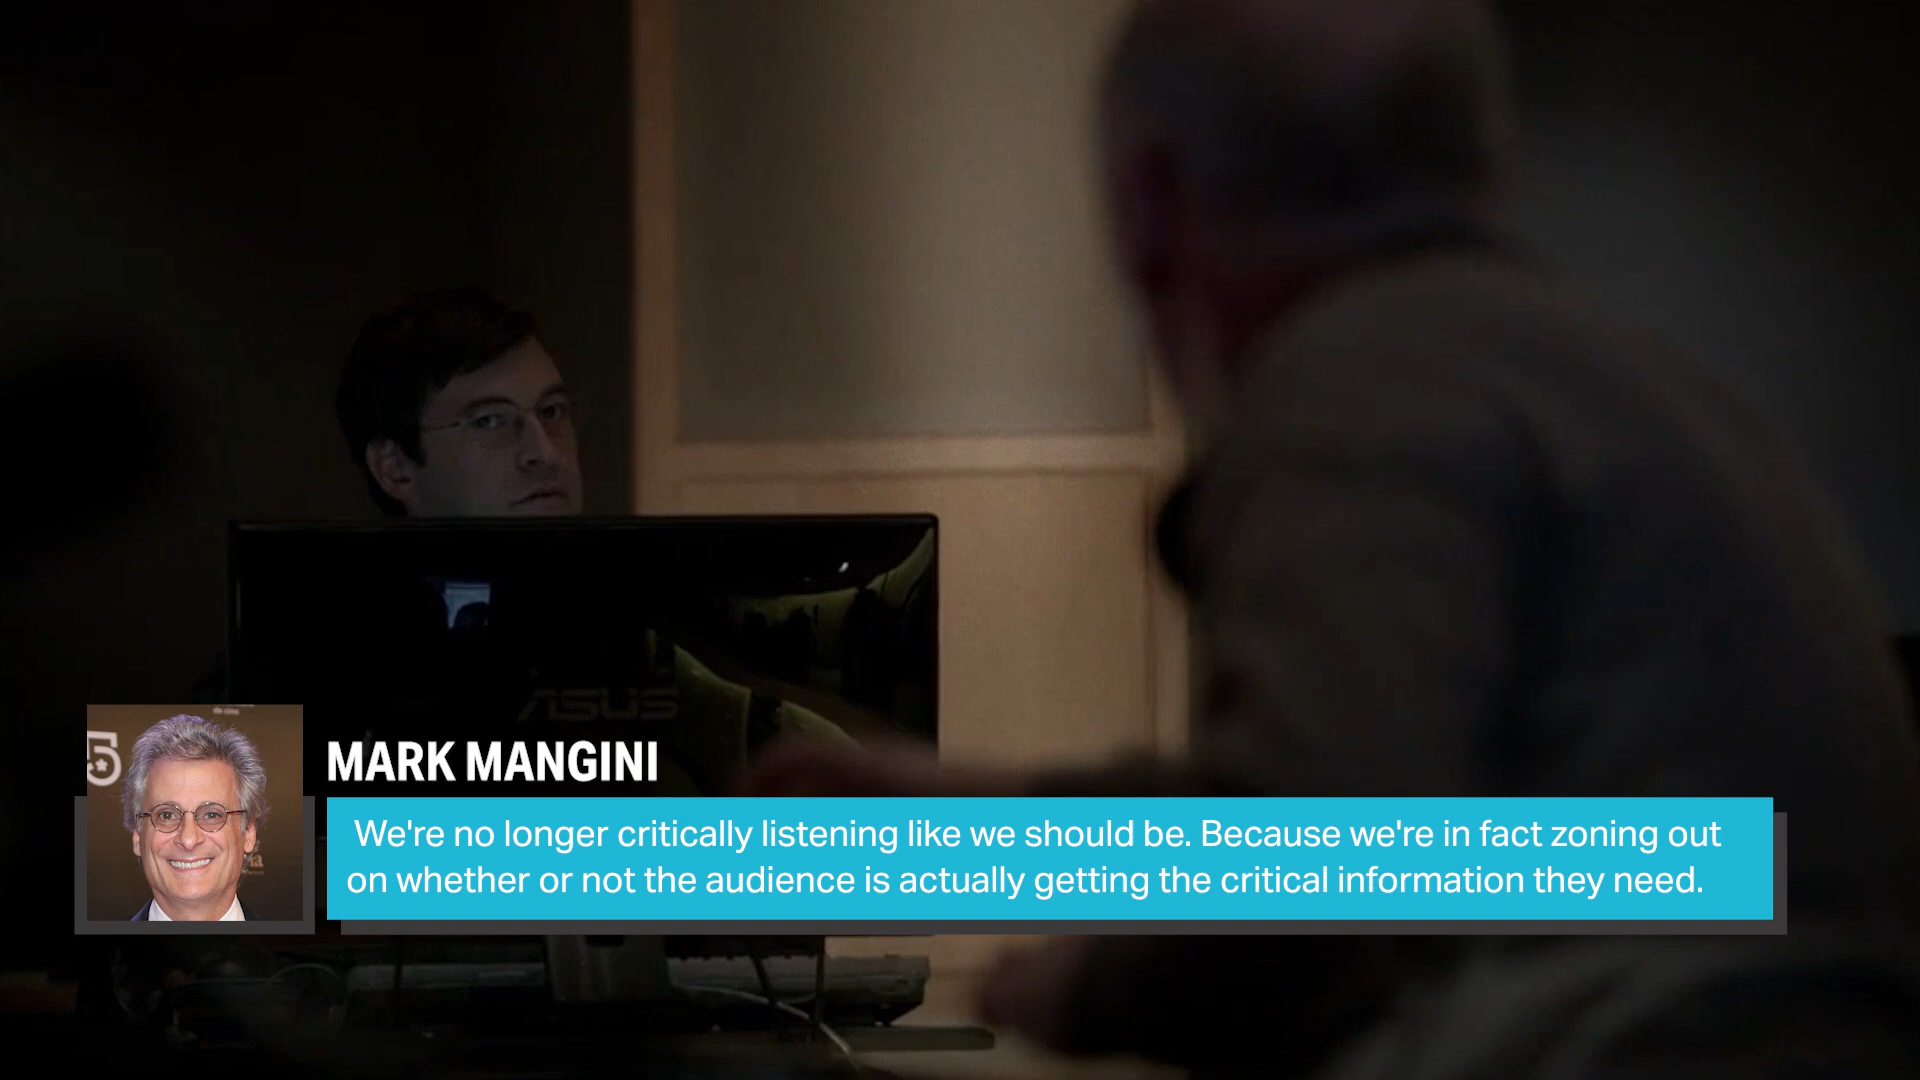 ASUS
5
MARK MANGINI
We're no longer critically listening like we should be. Because we're in fact zoning out
on whether or not the audience is actually getting the critical information they need.